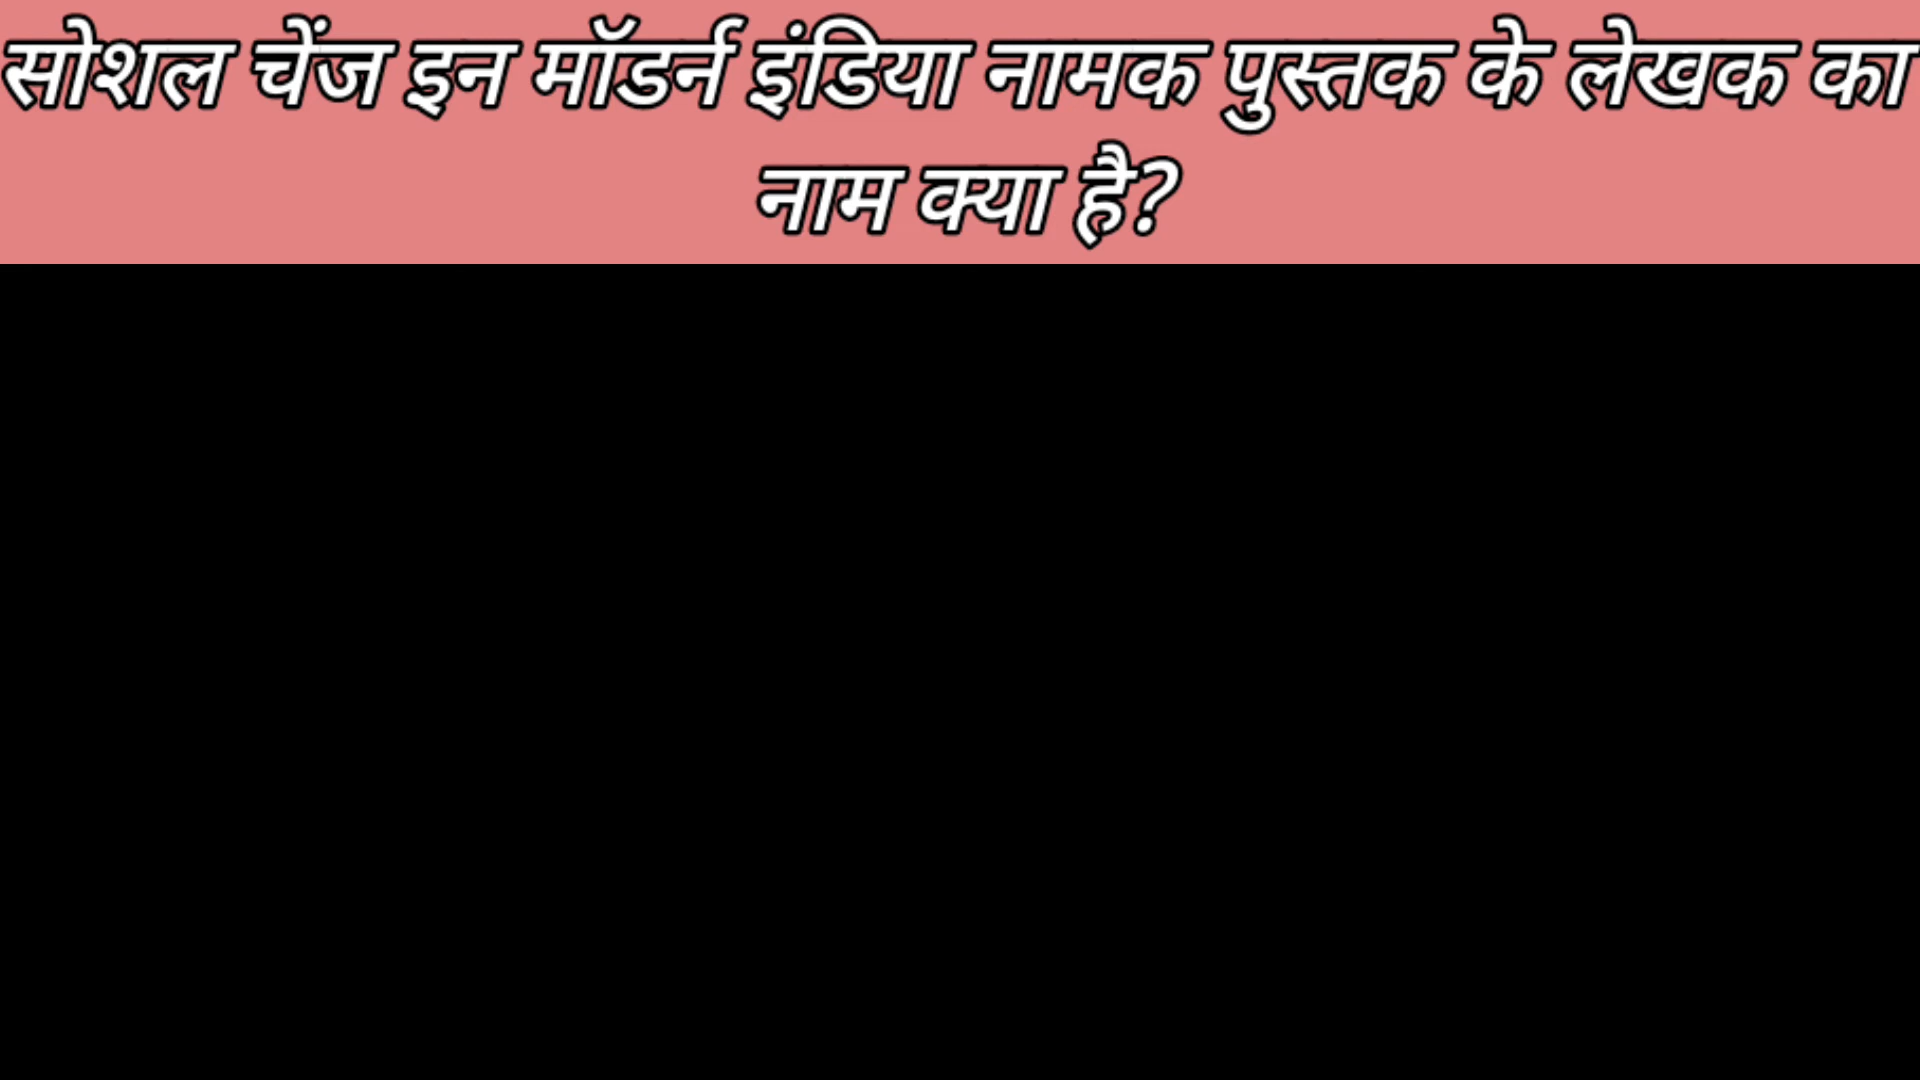 सोशल चेंज इन मॉडर्न इंडिया नामक पुस्तक के लेखक का
नाम क्या है?